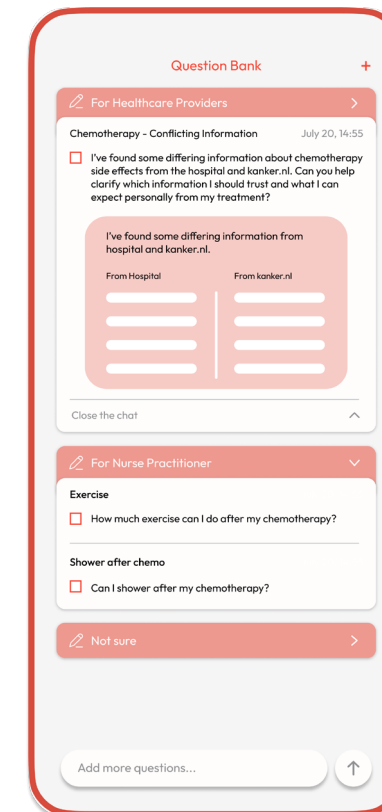 Question Bank +
For Healthcare Providers
Chemotherapy - Conflicting Information July 20, 14:55
I've found some differing information about chemotherapy
side effects from the hospital and kanker.nl. Can you help
clarify which information I should trust and what I can
expect personally from my treatment?
I've found some differing information from
hospital and kanker.nl.
From Hospital From kanker.nl
Close the chat
For Nurse Practitioner
Exercise
How much exercise can I do after my chemotherapy?
Shower after chemo
Can I shower after my chemotherapy?
Not sure
Add more questions...